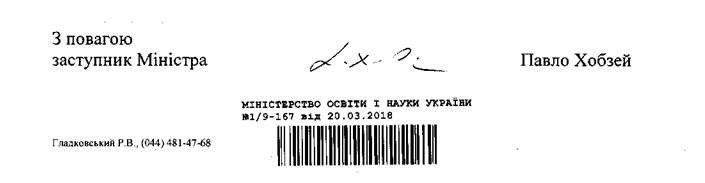 З повагою
заступник Міністра
Павло Хобзей
МІНІСТЕРСТВО ОСВІТИ І НАУКИ УКРАЇНИ
№1/9-167 від 20.03.2018
Гладковський Р.В., (044) 481-47-68